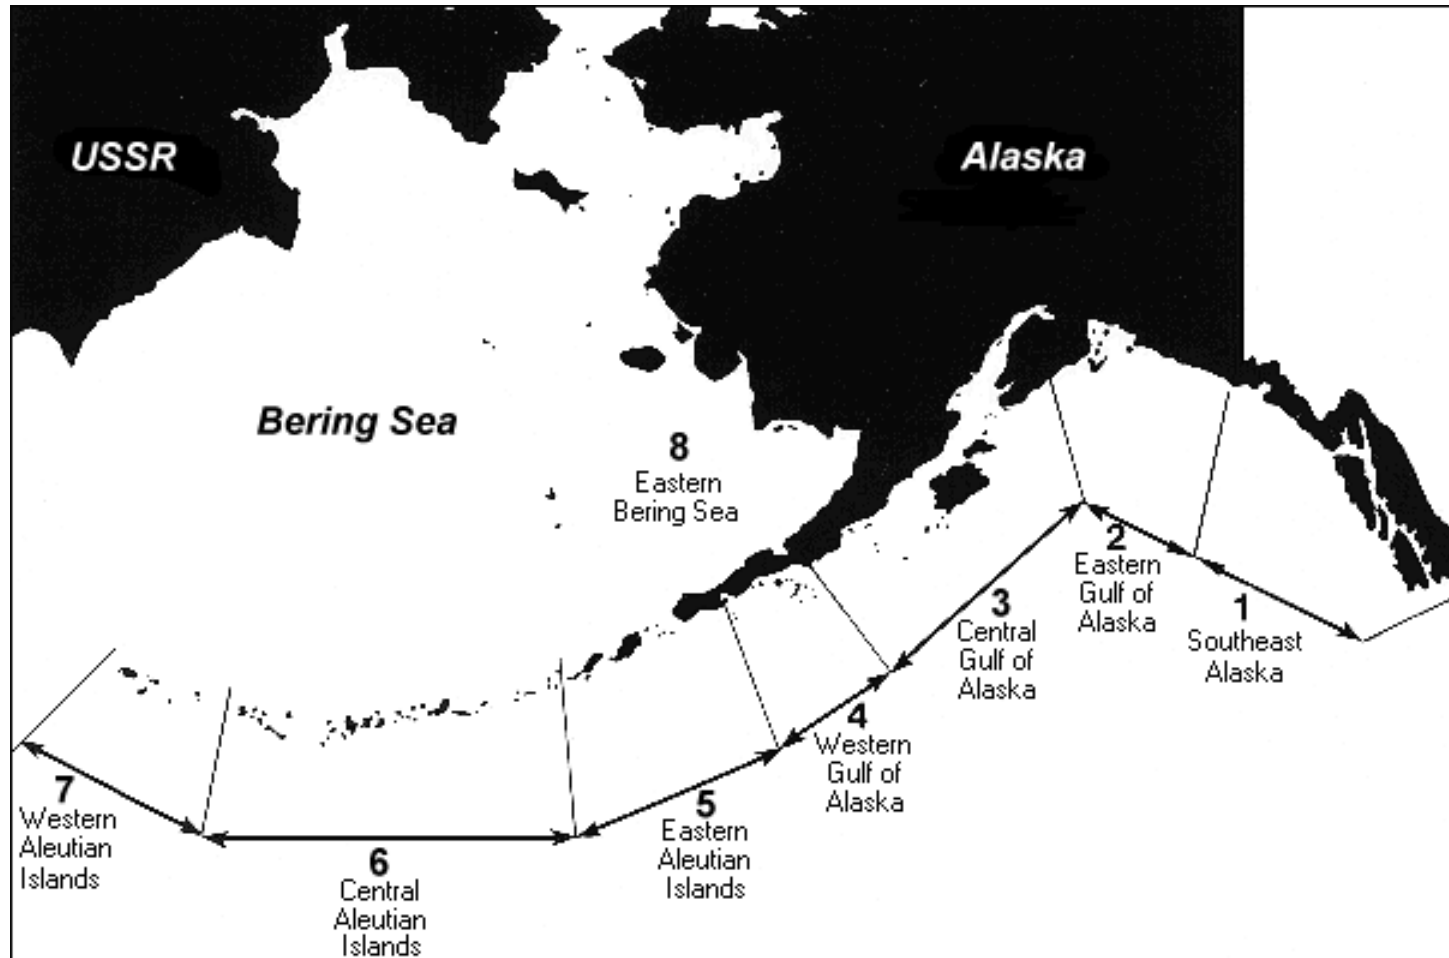 USSR
Alaska
Bering Sea
8
Eastern
Bering Sea
2
Eastern
Gulf of
Alaska
1
Southeast
Alaska
3
Central
Gulf of
Alaska
4
Western
Gulf of
Alaska
5
Eastern
Aleutian
Islands
6
Central
Aleutian
Islands
7
Western
Aleutian
Islands